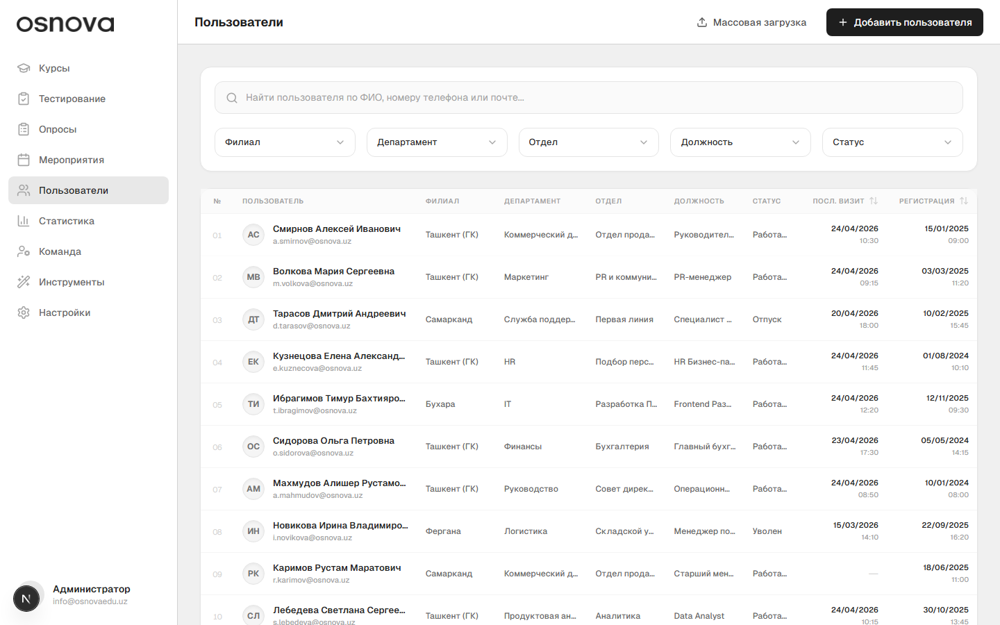 osnova
Курсы
Тестирование
Опросы
Мероприятия
Пользователи
Статистика
Команда
Инструменты
Настройки
N
Администратор
info@osnovaedu.uz
Пользователи
Массовая загрузка
Добавить пользователя
Найти пользователя по ФИО, номеру телефона или почте...
Филиал Департамент Отдел Должность Статус
№ ПОЛЬЗОВАТЕЛЬ ФИЛИАЛ ДЕПАРТАМЕНТ ОТДЕЛ ДОЛЖНОСТЬ СТАТУС ПОСЛ. ВИЗИТ РЕГИСТРАЦИЯ
01 АС Смирнов Алексей Иванович Ташкент (ГК) Коммерческий д... Отдел прода... Руководител... Работа... 24/04/2026 15/01/2025
a.smirnov@osnova.uz 10:30 09:00
02 МВ Волкова Мария Сергеевна Ташкент (ГК) Маркетинг PR и коммуни... PR-менеджер Работа... 24/04/2026 03/03/2025
m.volkova@osnova.uz 09:15 11:20
03 ДТ Тарасов Дмитрий Андреевич Самарканд Служба поддер... Первая линия Специалист ... Отпуск 20/04/2026 10/02/2025
d.tarasov@osnova.uz 18:00 15:45
04 ЕК Кузнецова Елена Александ... Ташкент (ГК) HR Подбор перс... HR Бизнес-па... Работа... 24/04/2026 01/08/2024
e.kuznecova@osnova.uz 11:45 10:10
05 ТИ Ибрагимов Тимур Бахтияро... Бухара IT Разработка П... Frontend Раз... Работа... 24/04/2026 12/11/2025
t.ibragimov@osnova.uz 12:20 09:30
06 ОС Сидорова Ольга Петровна Ташкент (ГК) Финансы Бухгалтерия Главный бухг... Работа... 23/04/2026 05/05/2024
o.sidorova@osnova.uz 17:30 14:15
07 АМ Махмудов Алишер Рустамо... Ташкент (ГК) Руководство Совет дирек... Операционн... Работа... 24/04/2026 10/01/2024
a.mahmudov@osnova.uz 08:50 08:00
08 ИН Новикова Ирина Владимиро... Фергана Логистика Складской у... Менеджер по... Уволен 15/03/2026 22/09/2025
i.novikova@osnova.uz 14:10 16:20
09 РК Каримов Рустам Маратович Самарканд Коммерческий д... Отдел прода... Старший мен... Работа... — 18/06/2025
r.karimov@osnova.uz 11:00
10 СЛ Лебедева Светлана Сергее... Ташкент (ГК) Продуктовая ан... Аналитика Data Analyst Работа... 24/04/2026 30/10/2025
s.lebedeva@osnova.uz 10:15 13:45